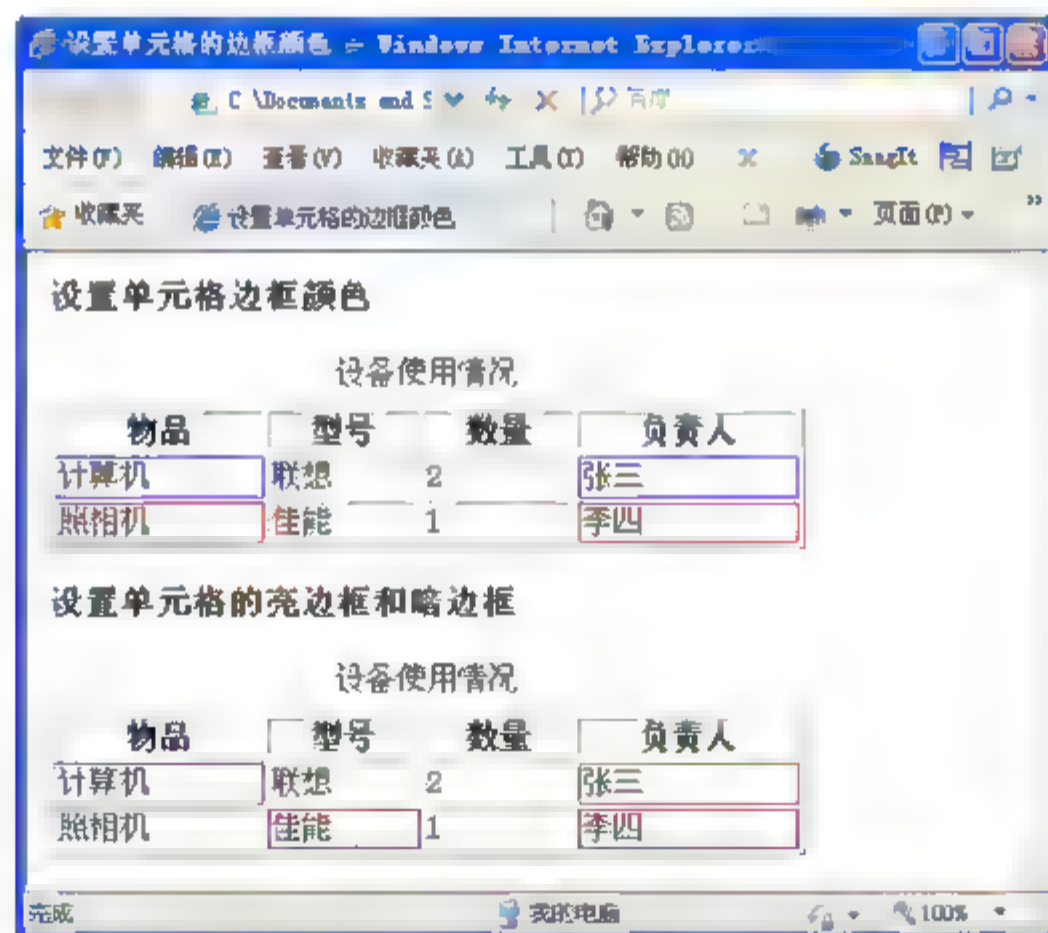 设置单元格的边框颜色 - Windows Internet Explorer
C:\Documents and S 百度
文件(F) 编辑(E) 查看(V) 收藏夹(A) 工具(T) 帮助(H) SnagIt
收藏夹 设置单元格的边框颜色 页面(P)
设置单元格边框颜色
设备使用情况
物品 型号 数量 负责人
计算机 联想 2 张三
照相机 佳能 1 李四
设置单元格的亮边框和暗边框
设备使用情况
物品 型号 数量 负责人
计算机 联想 2 张三
照相机 佳能 1 李四
完成 我的电脑 100%